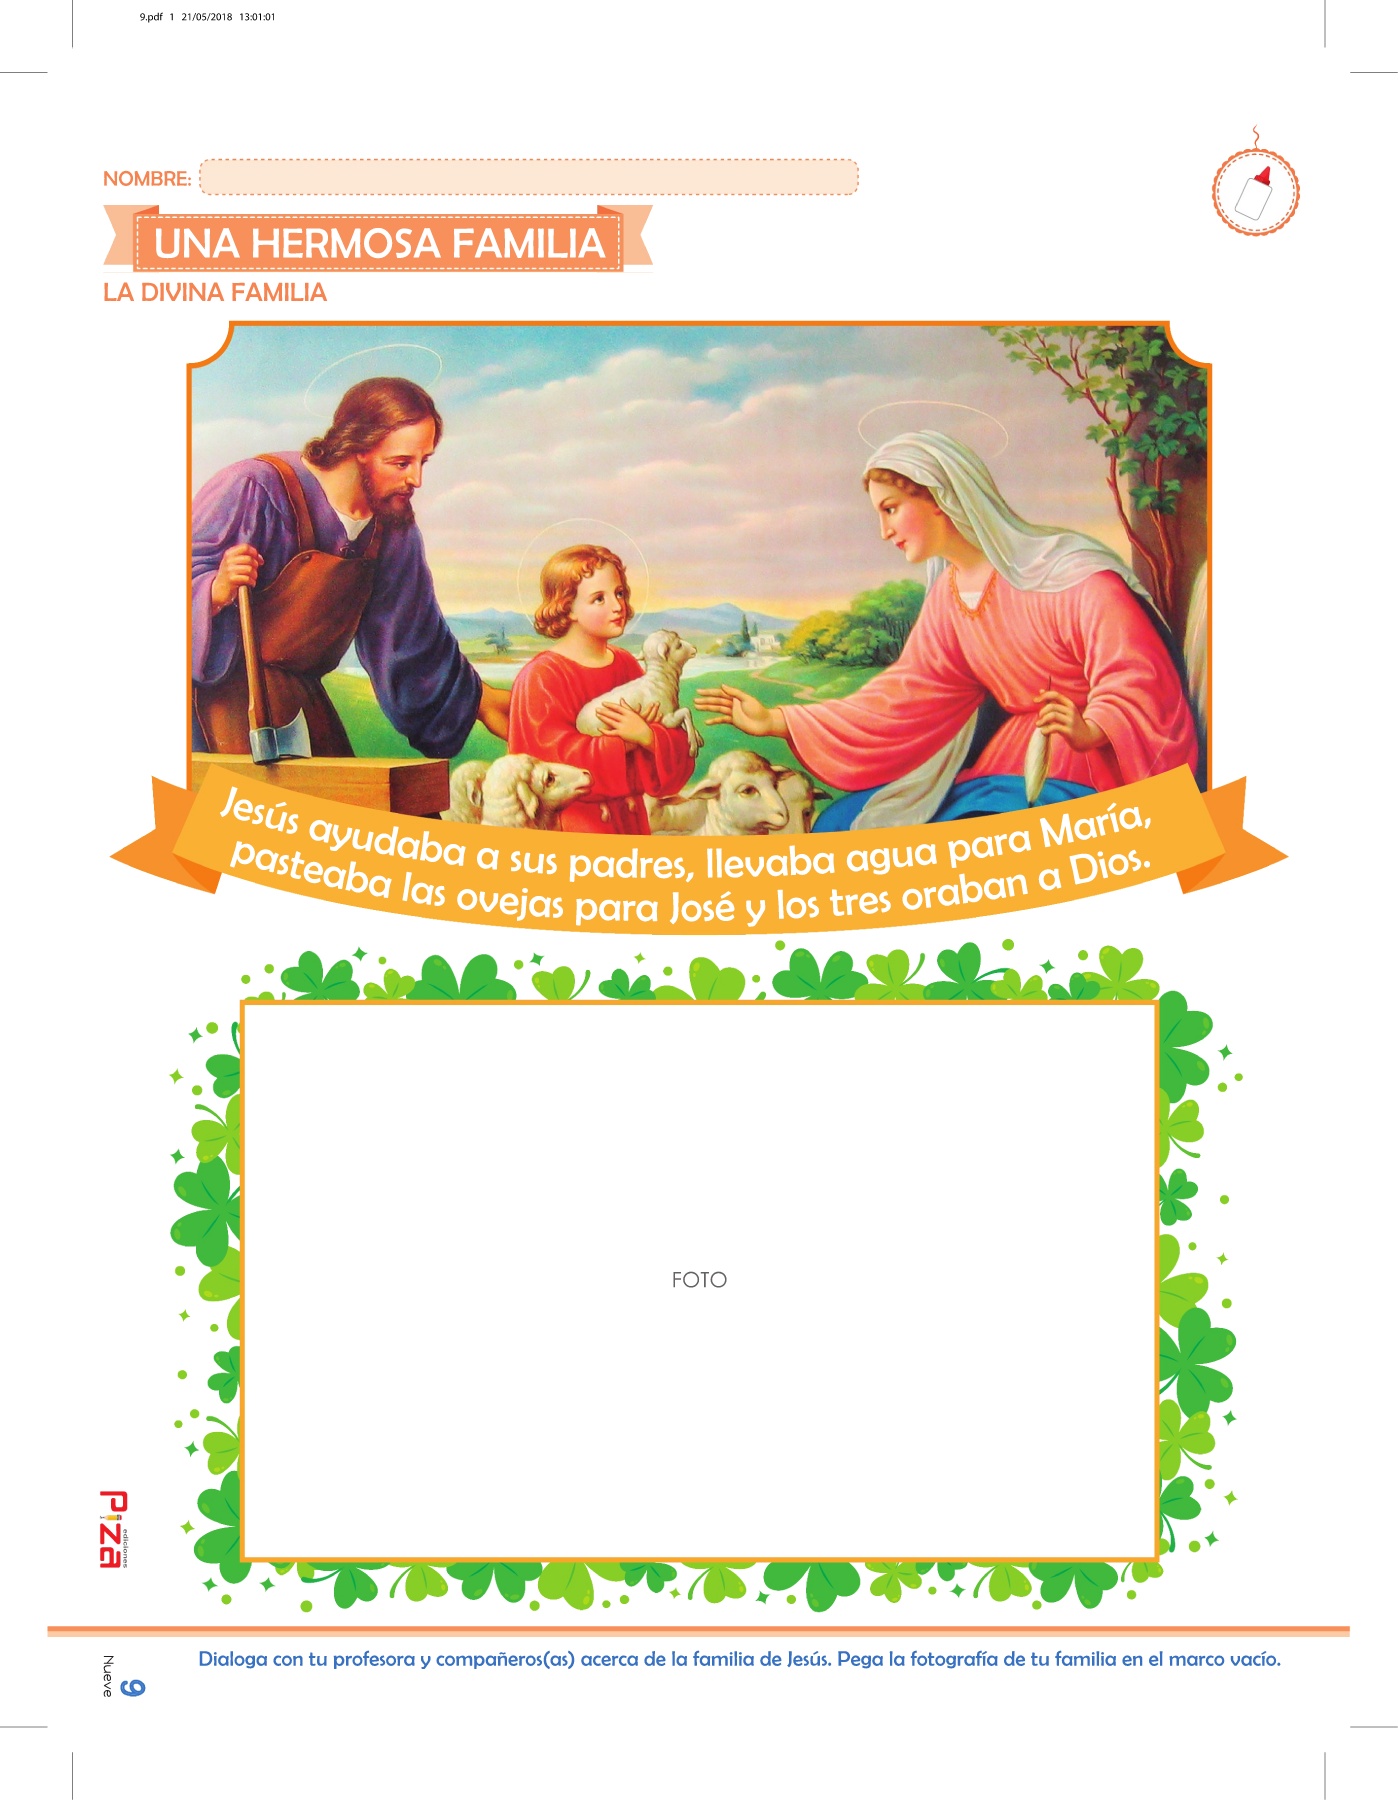 9.pdf 1 21/05/2018 13:01:01
NOMBRE:
UNA HERMOSA FAMILIA
LA DIVINA FAMILIA
Jesús ayudaba a sus padres, llevaba agua para María,
pasteaba las ovejas para José y los tres oraban a Dios.
FOTO
Piza
ediciones
Dialoga con tu profesora y compañeros(as) acerca de la familia de Jesús. Pega la fotografía de tu familia en el marco vacío.
Nueve
9